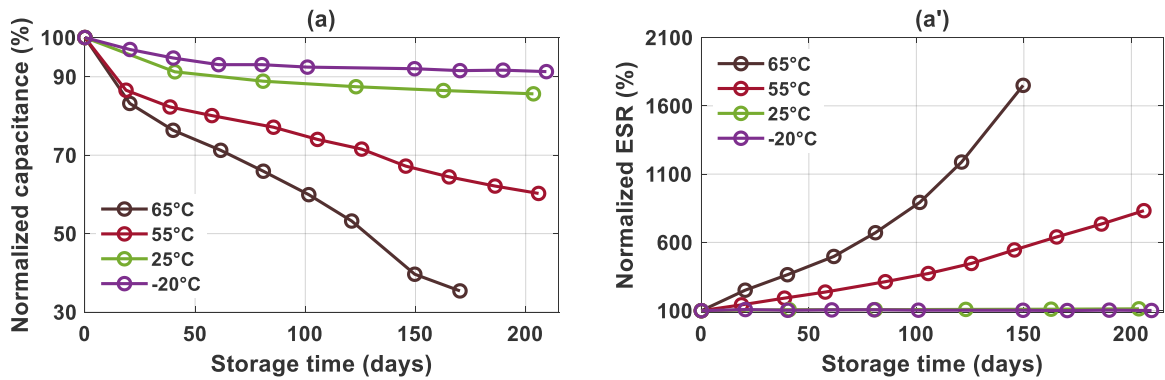 (a)
Normalized capacitance (%)
100
90
70
50
30
65°C
55°C
25°C
-20°C
0
50
100
150
200
Storage time (days)
(a')
Normalized ESR (%)
2100
1600
1100
600
100
65°C
55°C
25°C
-20°C
0
50
100
150
200
Storage time (days)